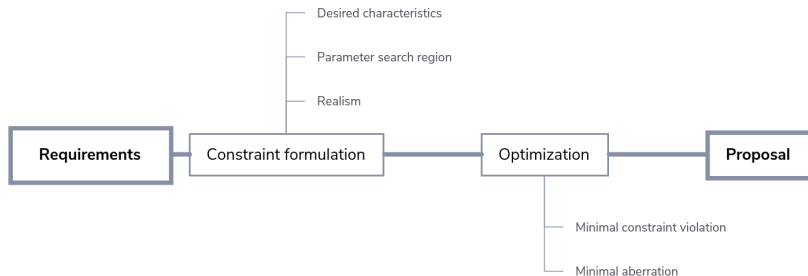 Desired characteristics
Parameter search region
Realism
Requirements
Constraint formulation
Optimization
Proposal
Minimal constraint violation
Minimal aberration